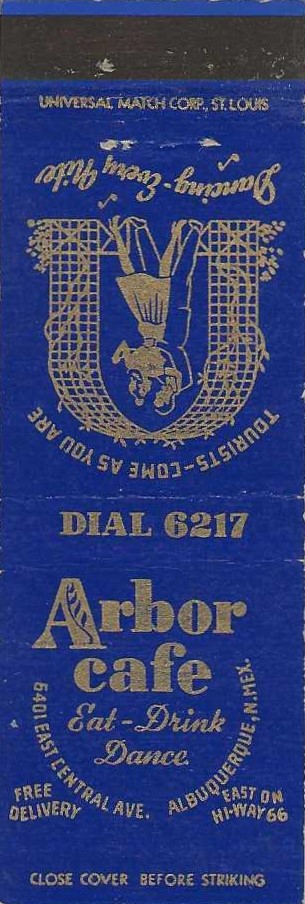 UNIVERSAL MATCH CORP., ST. LOUIS
Dancing - Every Nite
TOURISTS - COME AS YOU ARE
DIAL 6217
Arbor
cafe
Eat - Drink
Dance
5401 EAST CENTRAL AVE. ALBUQUERQUE, N. MEX.
FREE
DELIVERY
EAST ON
HI-WAY 66
CLOSE COVER BEFORE STRIKING